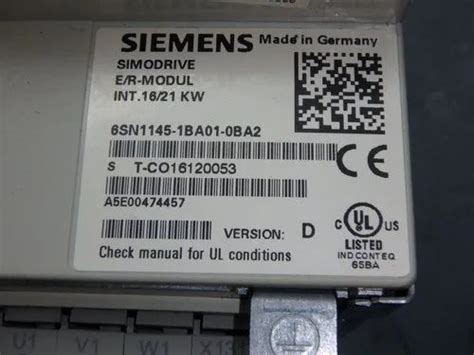 SIEMENS Made in Germany
SIMODRIVE
E/R-MODUL
INT.16/21 KW
6SN1145-1BA01-0BA2
S T-CO16120053
A5E00474457
VERSION: D
Check manual for UL conditions
CE
C UL US
LISTED
IND CONT EQ
65BA
U1 V1 W1 X13